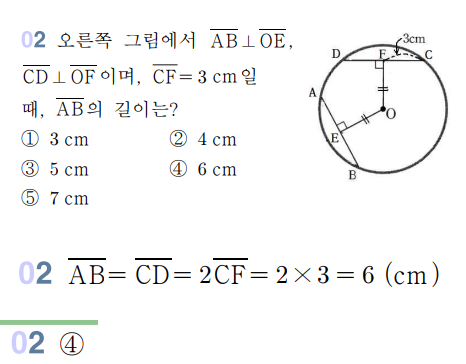 02 오른쪽 그림에서 AB⊥OE,
CD⊥OF이며, CF=3 cm일
때, AB의 길이는?
① 3 cm ② 4 cm
③ 5 cm ④ 6 cm
⑤ 7 cm
3cm
D F C
A
O
E
B
02 AB=CD=2CF=2×3=6 (cm)
02 ④